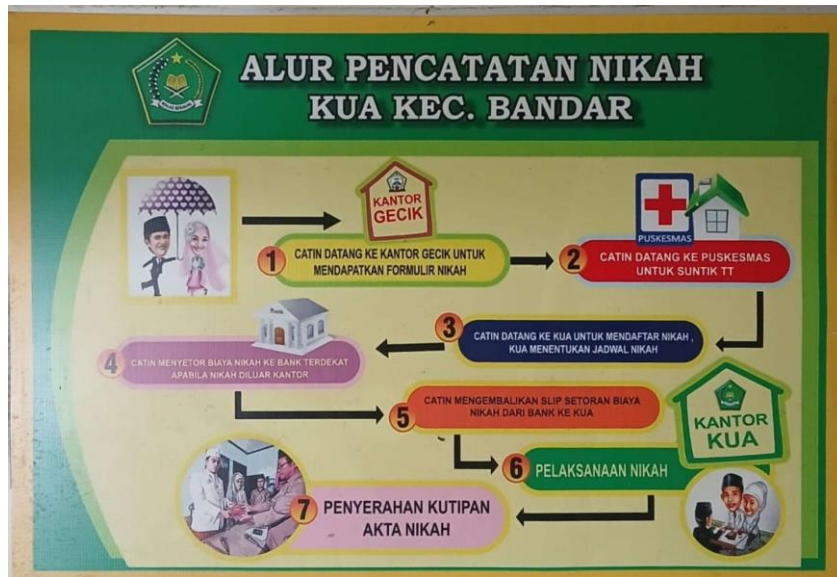 ALUR PENCATATAN NIKAH
KUA KEC. BANDAR
KANTOR
GECIK
PUSKESMAS
1
CATIN DATANG KE KANTOR GECIK UNTUK
MENDAPATKAN FORMULIR NIKAH
2
CATIN DATANG KE PUSKESMAS
UNTUK SUNTIK TT
3
CATIN DATANG KE KUA UNTUK MENDAFTAR NIKAH ,
KUA MENENTUKAN JADWAL NIKAH
4
CATIN MENYETOR BIAYA NIKAH KE BANK TERDEKAT
APABILA NIKAH DILUAR KANTOR
5
CATIN MENGEMBALIKAN SLIP SETORAN BIAYA
NIKAH DARI BANK KE KUA
KANTOR
KUA
6
PELAKSANAAN NIKAH
7
PENYERAHAN KUTIPAN
AKTA NIKAH